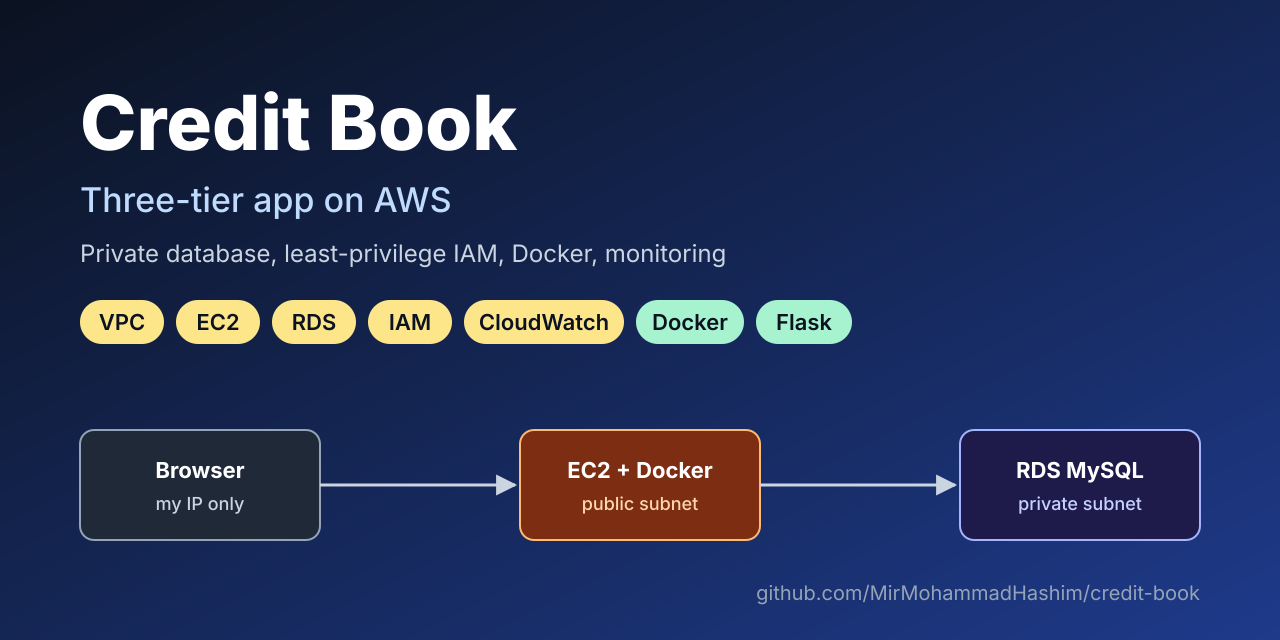 Credit Book
Three-tier app on AWS
Private database, least-privilege IAM, Docker, monitoring
VPC EC2 RDS IAM CloudWatch Docker Flask
Browser
my IP only
EC2 + Docker
public subnet
RDS MySQL
private subnet
github.com/MirMohammadHashim/credit-book